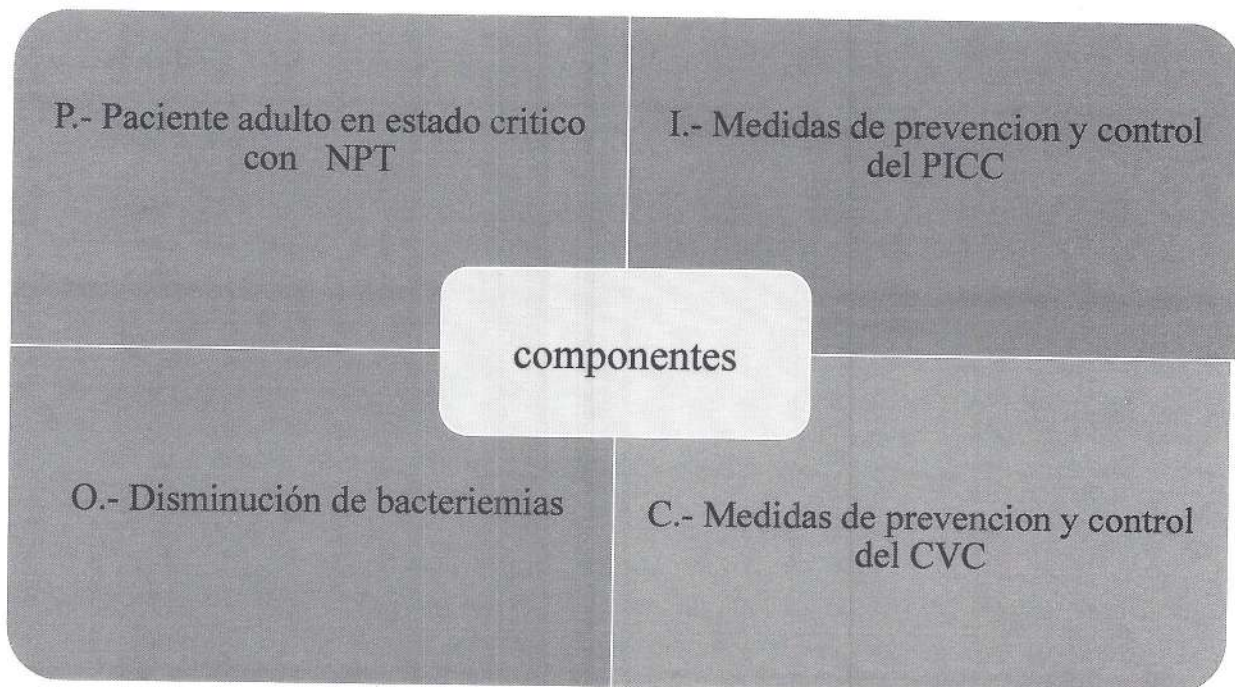 P.- Paciente adulto en estado critico
con NPT
I.- Medidas de prevencion y control
del PICC
componentes
O.- Disminución de bacteriemias
C.- Medidas de prevencion y control
del CVC